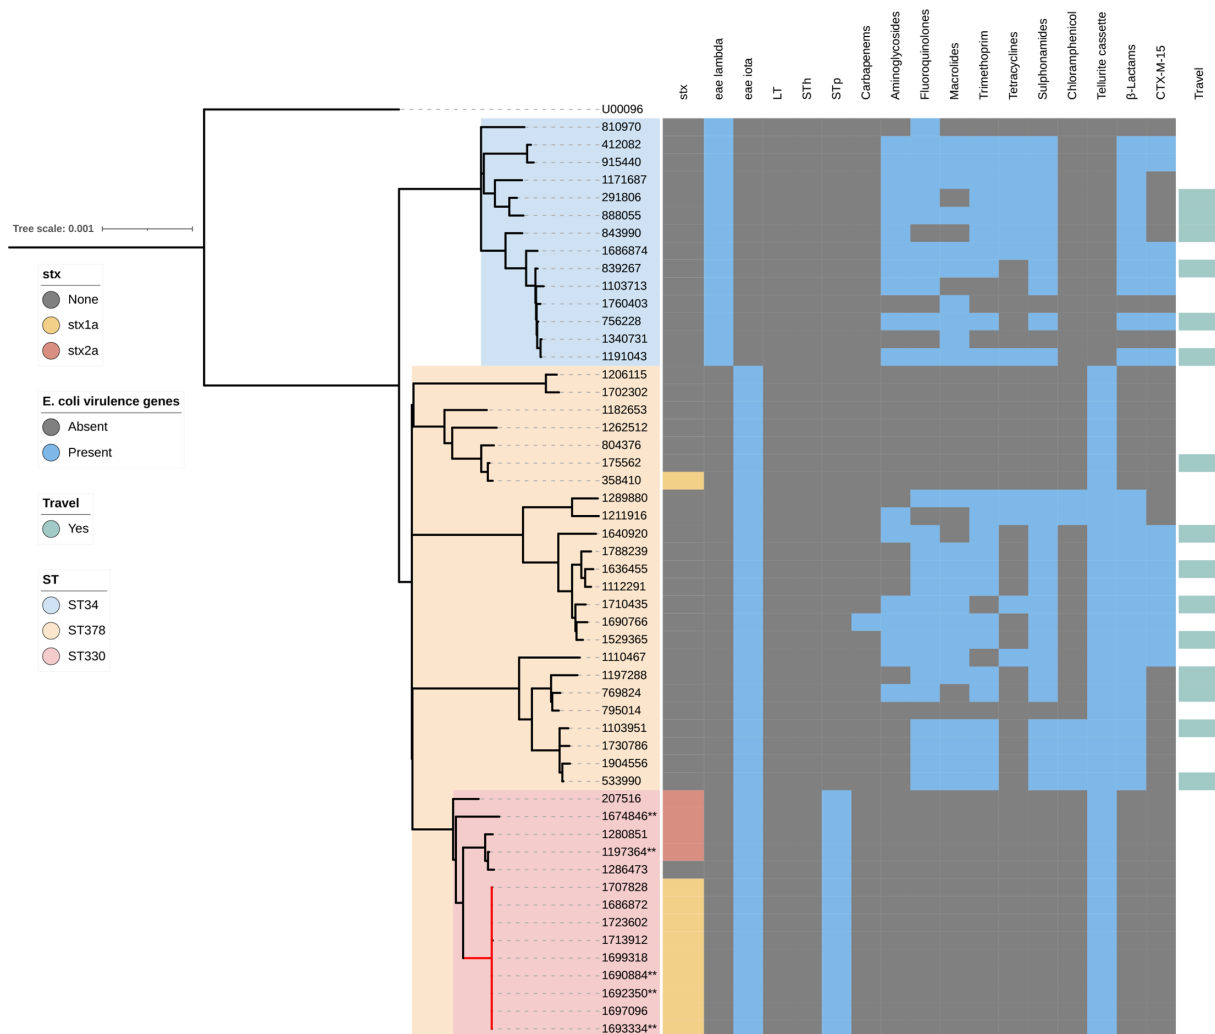 stx
eae lambda
eae iota
LT
STh
STp
Carbapenems
Aminoglycosides
Fluoroquinolones
Macrolides
Trimethoprim
Tetracyclines
Sulphonamides
Chloramphenicol
Tellurite cassette
β-Lactams
CTX-M-15
Travel
Tree scale: 0.001
stx
None
stx1a
stx2a
E. coli virulence genes
Absent
Present
Travel
Yes
ST
ST34
ST378
ST330
U00096
810970
412082
915440
1171687
291806
888055
843990
1686874
839267
1103713
1760403
756228
1340731
1191043
1206115
1702302
1182653
1262512
804376
175562
358410
1289880
1211916
1640920
1788239
1636455
1112291
1710435
1690766
1529365
1110467
1197288
769824
795014
1103951
1730786
1904556
533990
207516
1674846**
1280851
1197364**
1286473
1707828
1686872
1723602
1713912
1699318
1690884**
1692350**
1697096
1693334**